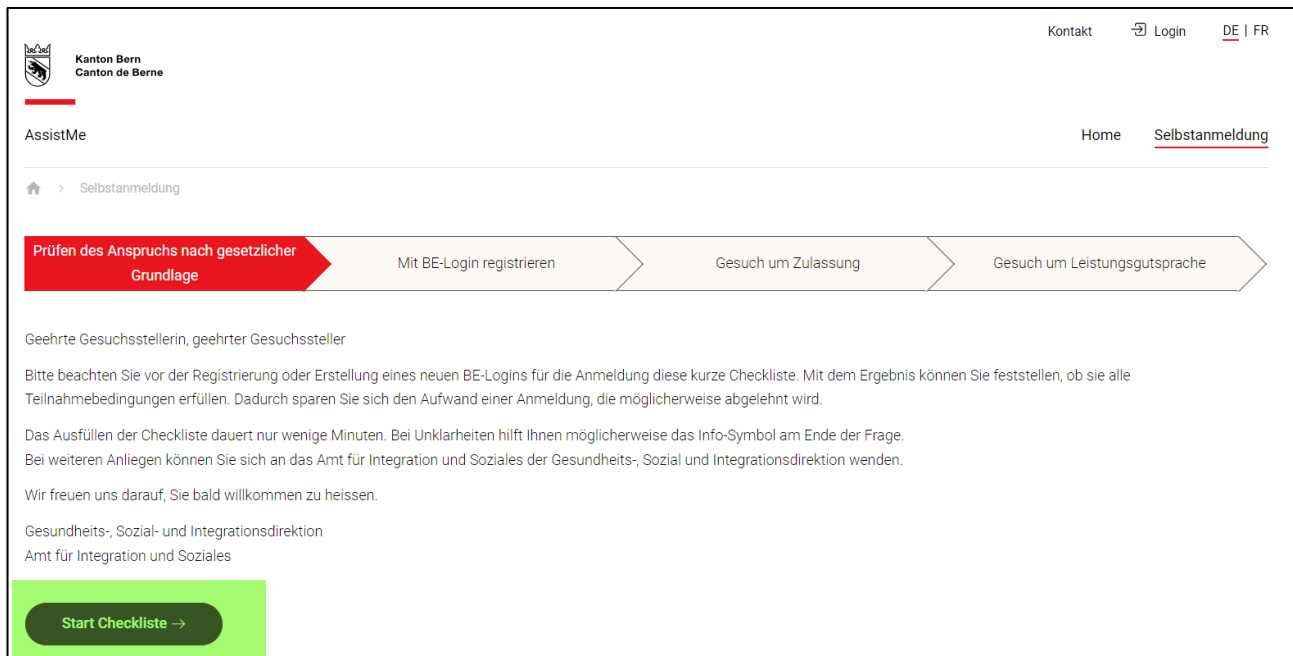 Kontakt Login DE | FR
Kanton Bern
Canton de Berne
AssistMe Home Selbstanmeldung
> Selbstanmeldung
Prüfen des Anspruchs nach gesetzlicher
Grundlage
Mit BE-Login registrieren
Gesuch um Zulassung
Gesuch um Leistungsgutsprache
Geehrte Gesuchsstellerin, geehrter Gesuchssteller
Bitte beachten Sie vor der Registrierung oder Erstellung eines neuen BE-Logins für die Anmeldung diese kurze Checkliste. Mit dem Ergebnis können Sie feststellen, ob sie alle
Teilnahmebedingungen erfüllen. Dadurch sparen Sie sich den Aufwand einer Anmeldung, die möglicherweise abgelehnt wird.
Das Ausfüllen der Checkliste dauert nur wenige Minuten. Bei Unklarheiten hilft Ihnen möglicherweise das Info-Symbol am Ende der Frage.
Bei weiteren Anliegen können Sie sich an das Amt für Integration und Soziales der Gesundheits-, Sozial und Integrationsdirektion wenden.
Wir freuen uns darauf, Sie bald willkommen zu heissen.
Gesundheits-, Sozial- und Integrationsdirektion
Amt für Integration und Soziales
Start Checkliste →